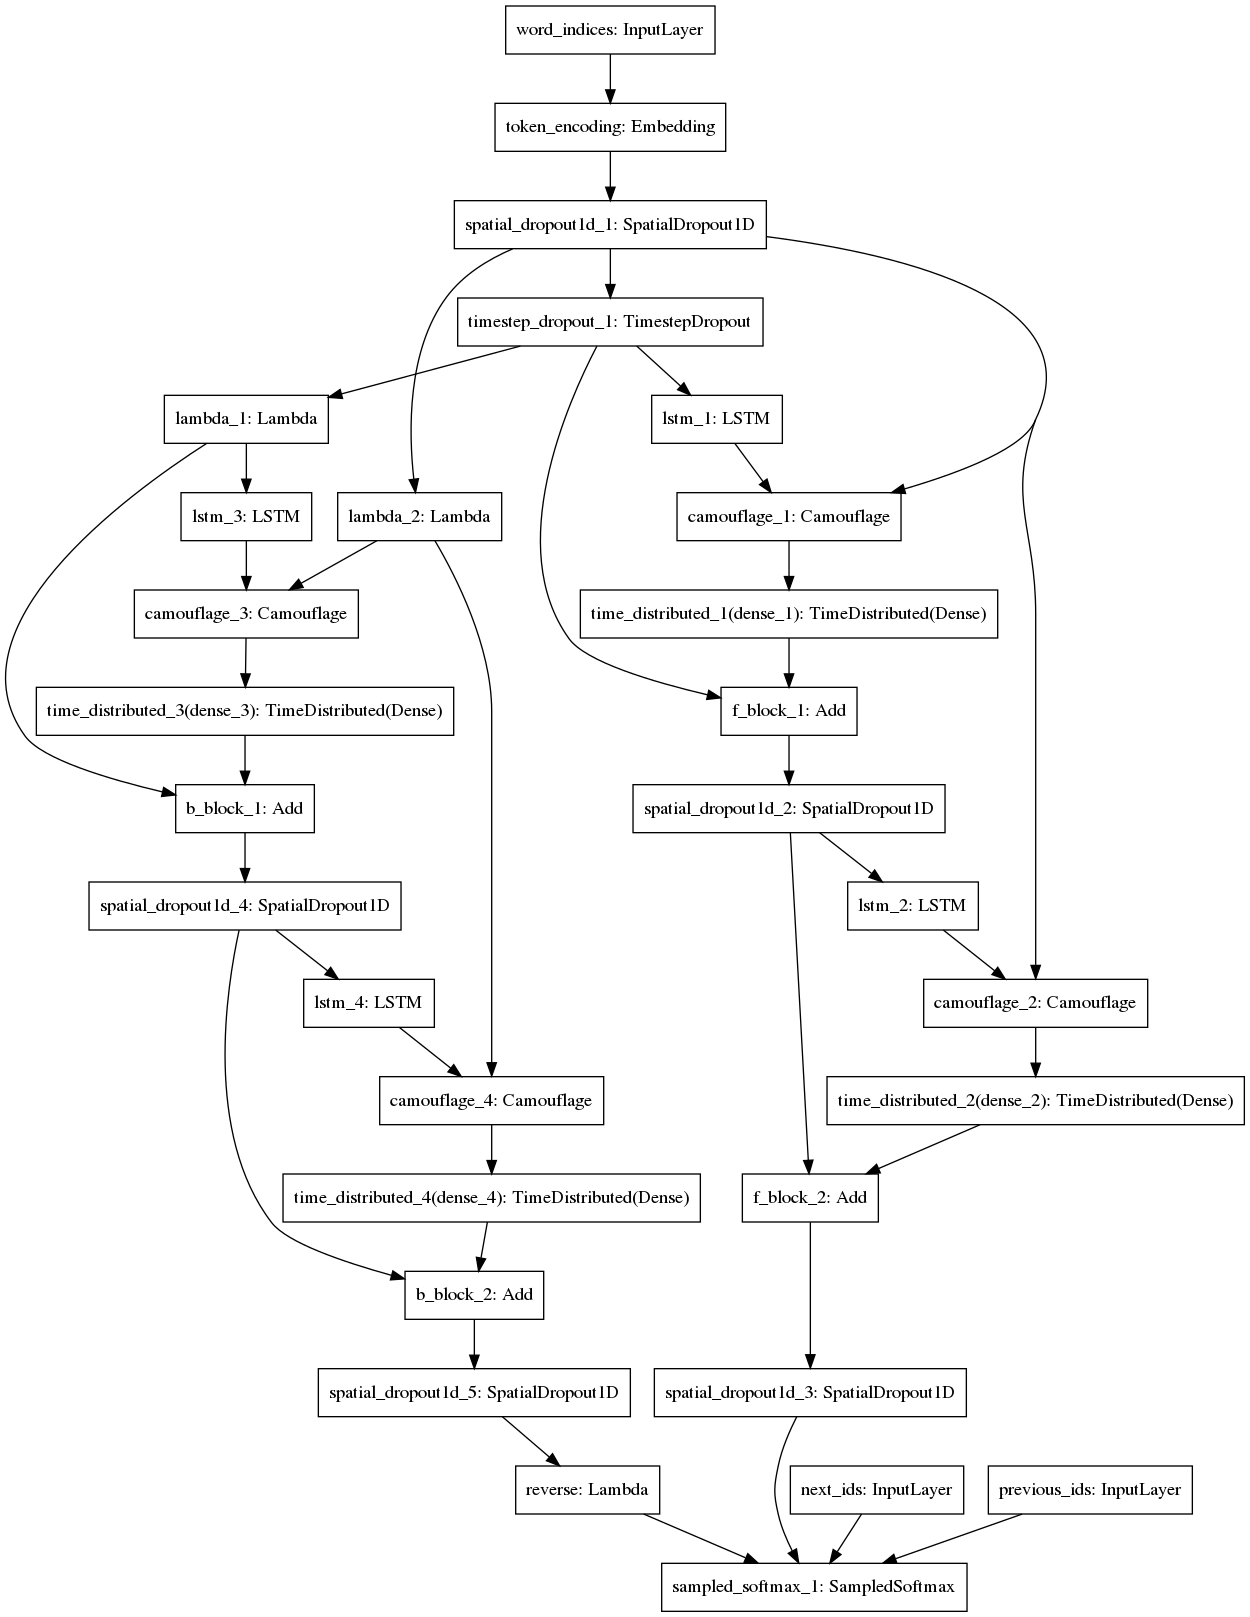 word_indices: InputLayer
token_encoding: Embedding
spatial_dropout1d_1: SpatialDropout1D
timestep_dropout_1: TimestepDropout
lambda_1: Lambda
lstm_1: LSTM
lstm_3: LSTM
lambda_2: Lambda
camouflage_1: Camouflage
camouflage_3: Camouflage
time_distributed_1(dense_1): TimeDistributed(Dense)
time_distributed_3(dense_3): TimeDistributed(Dense)
f_block_1: Add
b_block_1: Add
spatial_dropout1d_2: SpatialDropout1D
spatial_dropout1d_4: SpatialDropout1D
lstm_2: LSTM
lstm_4: LSTM
camouflage_2: Camouflage
camouflage_4: Camouflage
time_distributed_2(dense_2): TimeDistributed(Dense)
time_distributed_4(dense_4): TimeDistributed(Dense)
f_block_2: Add
b_block_2: Add
spatial_dropout1d_5: SpatialDropout1D
spatial_dropout1d_3: SpatialDropout1D
reverse: Lambda
next_ids: InputLayer
previous_ids: InputLayer
sampled_softmax_1: SampledSoftmax